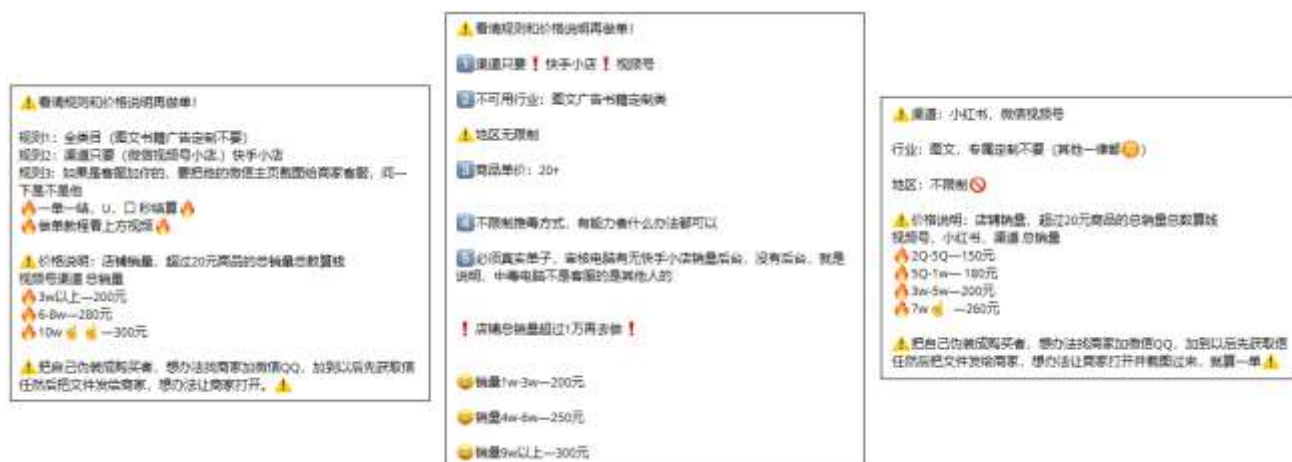 ⚠️看清规则和价格说明再做单！
规则1：全类目（图文书籍广告定制不要）
规则2：渠道只要（微信视频号小店.）快手小店
规则3：如果是客服加你的，要把他的微信主页截图给商家客服，问一
下是不是他
🔥一单一结，U，口秒结算🔥
🔥做单教程看上方视频🔥
⚠️价格说明：店铺销量，超过20元商品的总销量总数算钱
视频号渠道 总销量
🔥3w以上—200元
🔥6-8w—280元
🔥10w☝️☝️—300元
⚠️把自己伪装成购买者，想办法找商家加微信QQ，加到以后先获取信
任然后把文件发给商家，想办法让商家打开。⚠️
⚠️看清规则和价格说明再做单！
1️⃣渠道只要❗快手小店❗视频号
2️⃣不可用行业：图文广告书籍定制类
⚠️地区无限制
3️⃣商品单价：20+
4️⃣不限制推毒方式，有能力者什么办法都可以
5️⃣必须真实单子，审核电脑有无快手小店销量后台，没有后台，就是
说明，中毒电脑不是客服的是其他人的
❗店铺总销量超过1万再去做❗
😄销量1w-3w—200元
😄销量4w-6w—250元
😄销量9w以上—300元
⚠️渠道：小红书，微信视频号
行业：图文，专属定制不要（其他一律都）
地区：不限制🚫
⚠️价格说明：店铺销量，超过20元商品的总销量总数算钱
视频号，小红书，渠道 总销量
🔥2Q-5Q—150元
🔥5Q-1w— 180元
🔥3w-5w—200元
🔥7w☝️ —260元
⚠️把自己伪装成购买者，想办法找商家加微信QQ，加到以后先获取信
任然后把文件发给商家，想办法让商家打开并截图过来，就算一单⚠️